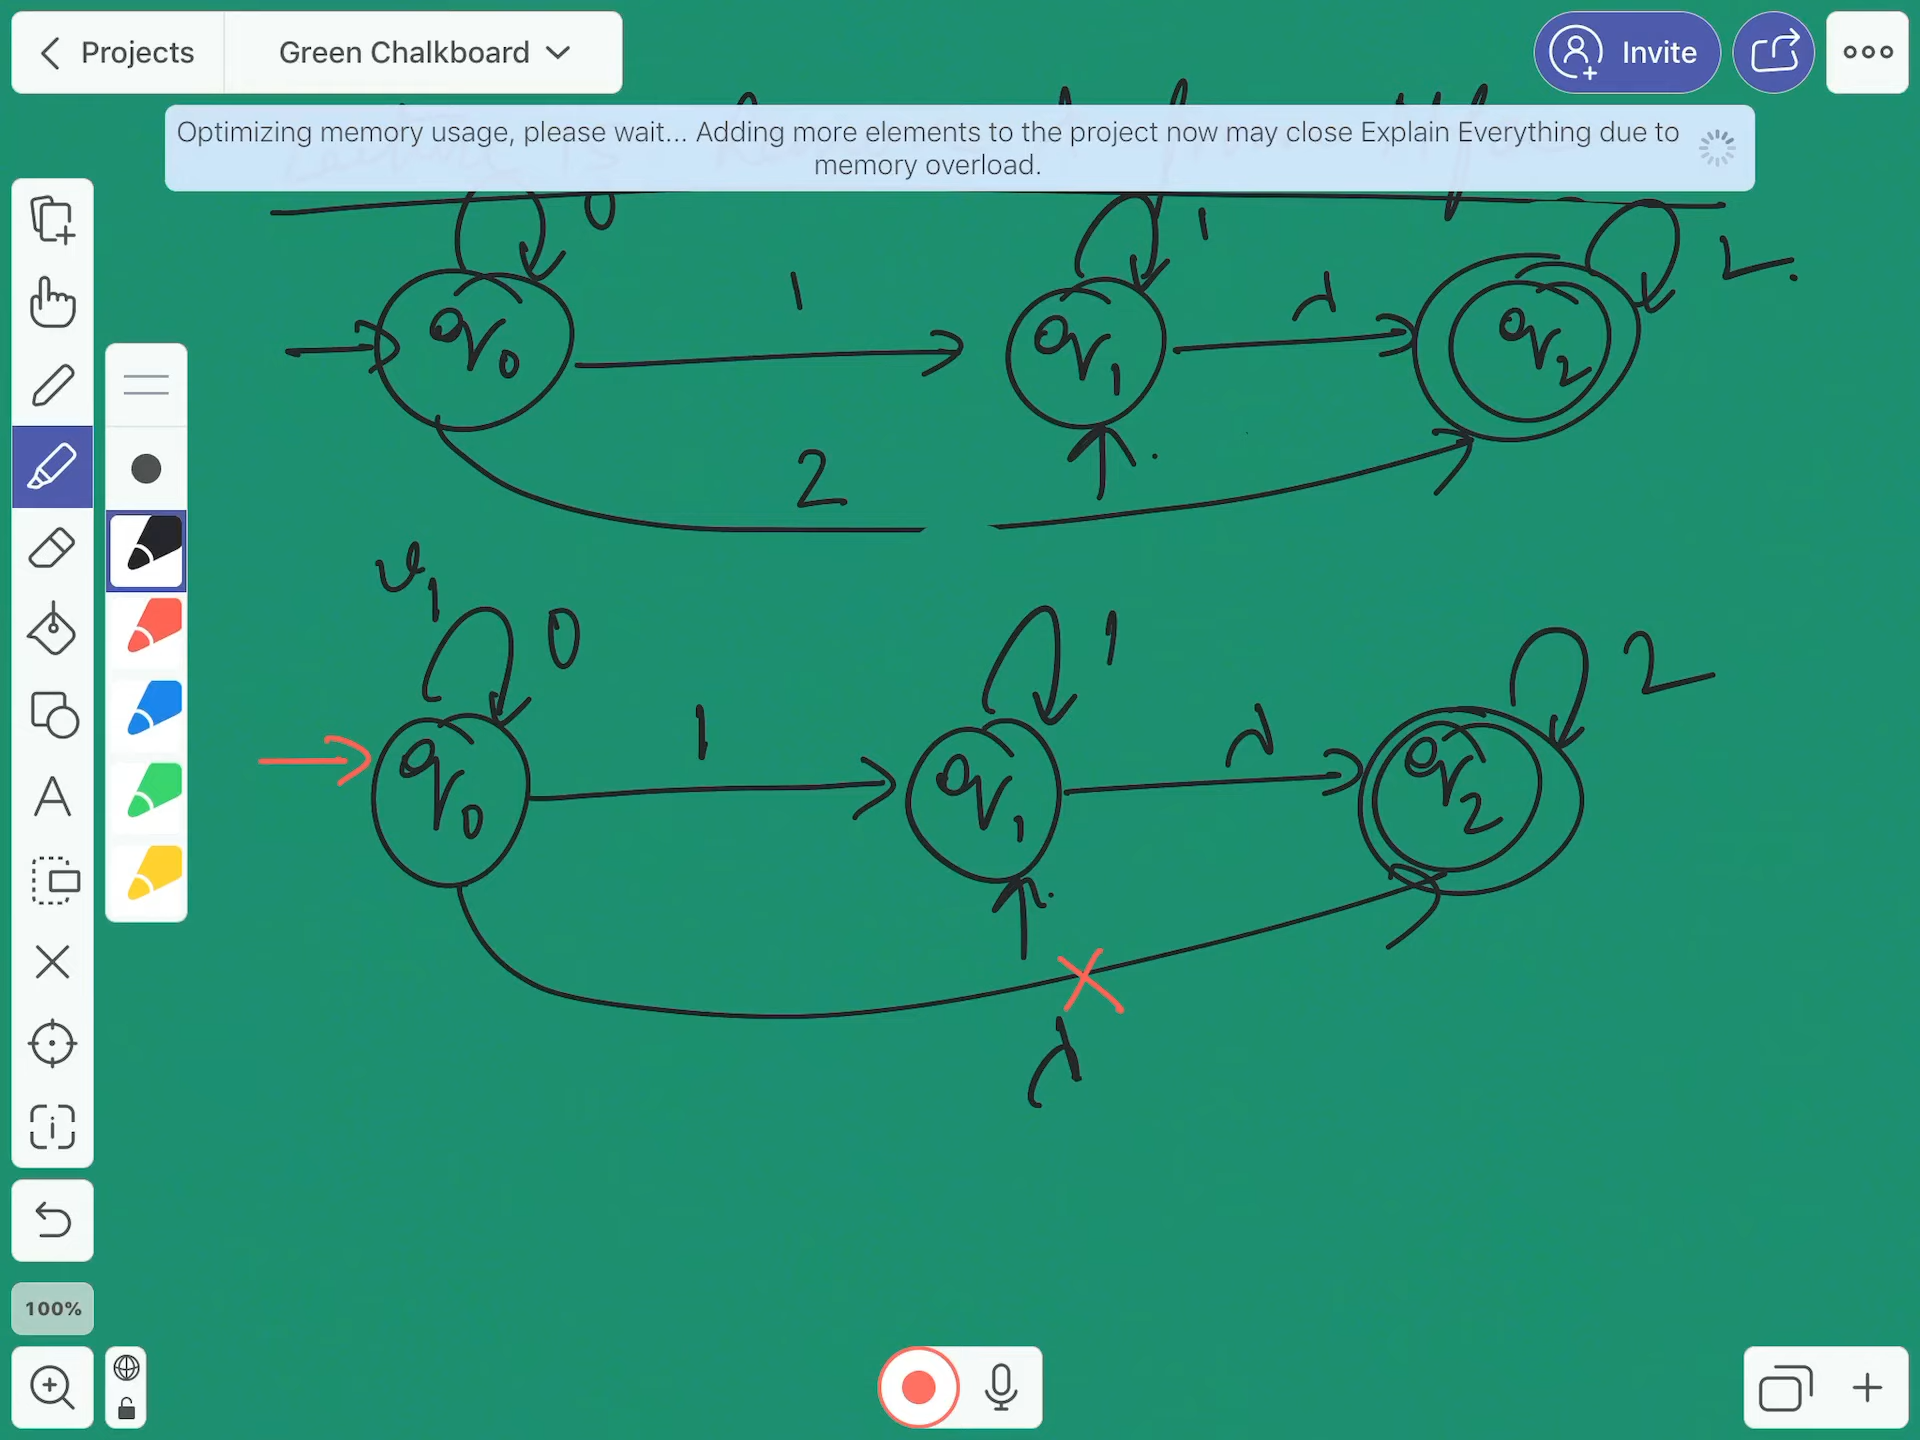 Projects
Green Chalkboard
Invite
Optimizing memory usage, please wait... Adding more elements to the project now may close Explain Everything due to
memory overload.
0
1
1
λ
2
q0
q1
q2
2
v1
0
1
2
1
λ
q0
q1
q2
λ
100%